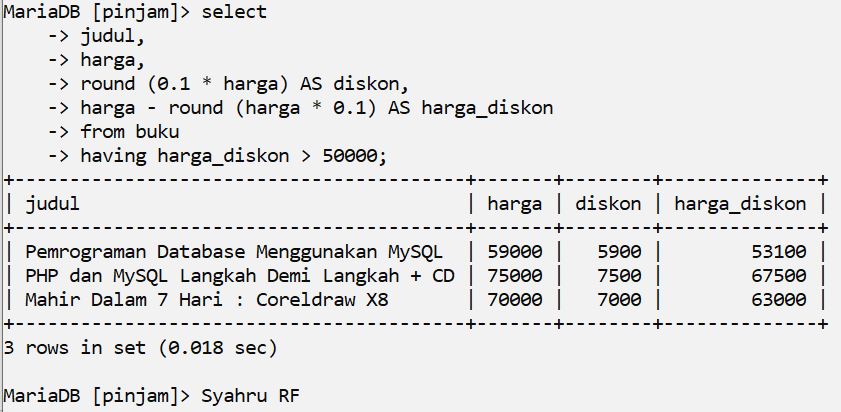 MariaDB [pinjam]> select
    -> judul,
    -> harga,
    -> round (0.1 * harga) AS diskon,
    -> harga - round (harga * 0.1) AS harga_diskon
    -> from buku
    -> having harga_diskon > 50000;
+-----------------------------------------+-------+--------+--------------+
| judul                                   | harga | diskon | harga_diskon |
+-----------------------------------------+-------+--------+--------------+
| Pemrograman Database Menggunakan MySQL  | 59000 |   5900 |        53100 |
| PHP dan MySQL Langkah Demi Langkah + CD | 75000 |   7500 |        67500 |
| Mahir Dalam 7 Hari : Coreldraw X8       | 70000 |   7000 |        63000 |
+-----------------------------------------+-------+--------+--------------+
3 rows in set (0.018 sec)
MariaDB [pinjam]> Syahru RF